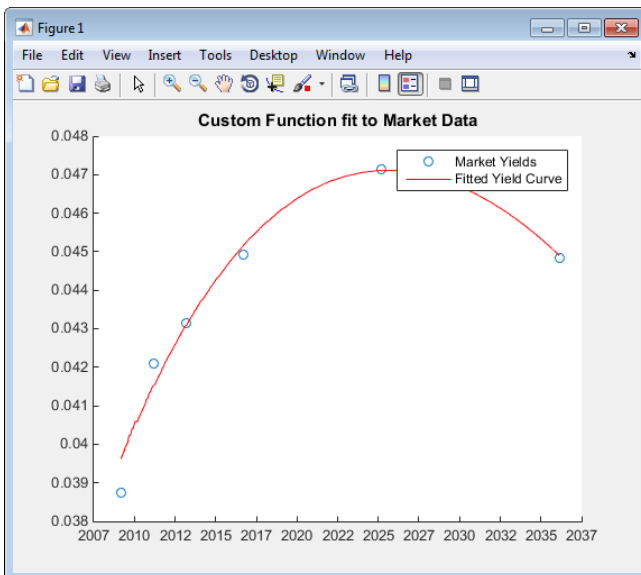 Figure 1
File Edit View Insert Tools Desktop Window Help
Custom Function fit to Market Data
0.048
0.047
0.046
0.045
0.044
0.043
0.042
0.041
0.04
0.039
0.038
Market Yields
Fitted Yield Curve
2007 2010 2012 2015 2017 2020 2022 2025 2027 2030 2032 2035 2037